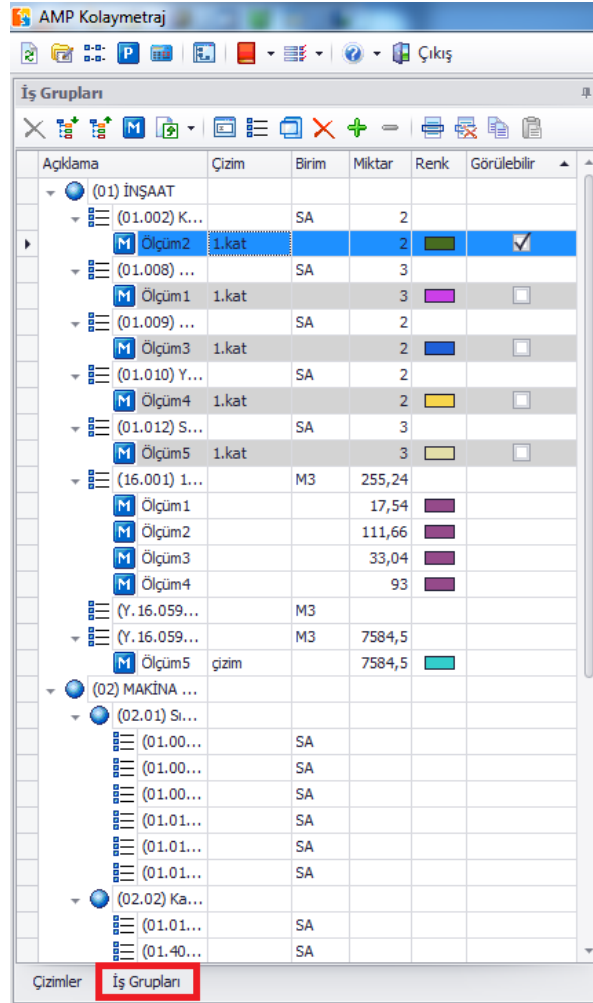 AMP Kolaymetraj
P Çıkış
İş Grupları
M
Açıklama Çizim Birim Miktar Renk Görülebilir
(01) İNŞAAT
(01.002) K... SA 2
M Ölçüm2 1.kat 2
(01.008) ... SA 3
M Ölçüm1 1.kat 3
(01.009) ... SA 2
M Ölçüm3 1.kat 2
(01.010) Y... SA 2
M Ölçüm4 1.kat 2
(01.012) S... SA 3
M Ölçüm5 1.kat 3
(16.001) 1... M3 255,24
M Ölçüm1 17,54
M Ölçüm2 111,66
M Ölçüm3 33,04
M Ölçüm4 93
(Y.16.059... M3
(Y.16.059... M3 7584,5
M Ölçüm5 çizim 7584,5
(02) MAKİNA ...
(02.01) Sı...
(01.00... SA
(01.00... SA
(01.00... SA
(01.01... SA
(01.01... SA
(01.01... SA
(02.02) Ka...
(01.01... SA
(01.40... SA
Çizimler İş Grupları